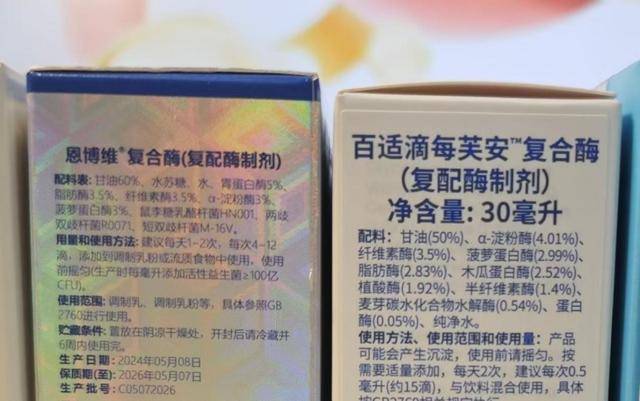 恩博维®复合酶(复配酶制剂)
配料表: 甘油60%、水苏糖、水、胃蛋白酶5%、
脂肪酶3.5%、纤维素酶3.5%、α-淀粉酶3%、
菠萝蛋白酶3%、鼠李糖乳酪杆菌HN001、两歧
双歧杆菌R0071、短双歧杆菌M-16V。
用量和使用方法: 建议每天1~2次，每次4~12
滴，添加到调制乳粉或流质食物中使用，使用
前摇匀(生产时每毫升添加活性益生菌≥100亿
CFU)。
使用范围: 调制乳、调制乳粉等，具体参照GB
2760进行使用。
贮藏条件: 置放在阴凉干燥处，开封后请冷藏并
6周内使用完。
生产日期: 2024年05月08日
保质期至: 2026年05月07日
生产批号: C05072026
百适滴每芙安™复合酶
(复配酶制剂)
净含量: 30毫升
配料: 甘油(50%)、α-淀粉酶(4.01%)、
纤维素酶(3.5%)、菠萝蛋白酶(2.99%)、
脂肪酶(2.83%)、木瓜蛋白酶(2.52%)、
植酸酶(1.92%)、半纤维素酶(1.4%)、
麦芽碳水化合物水解酶(0.54%)、蛋白
酶(0.05%)、纯净水。
使用方法、使用范围和使用量: 产品
可能会产生沉淀，使用前请摇匀。按
需要适量添加，每天2次，建议每次0.5
毫升(约15滴)，与饮料混合使用，具体
按GB2760相关规定执行